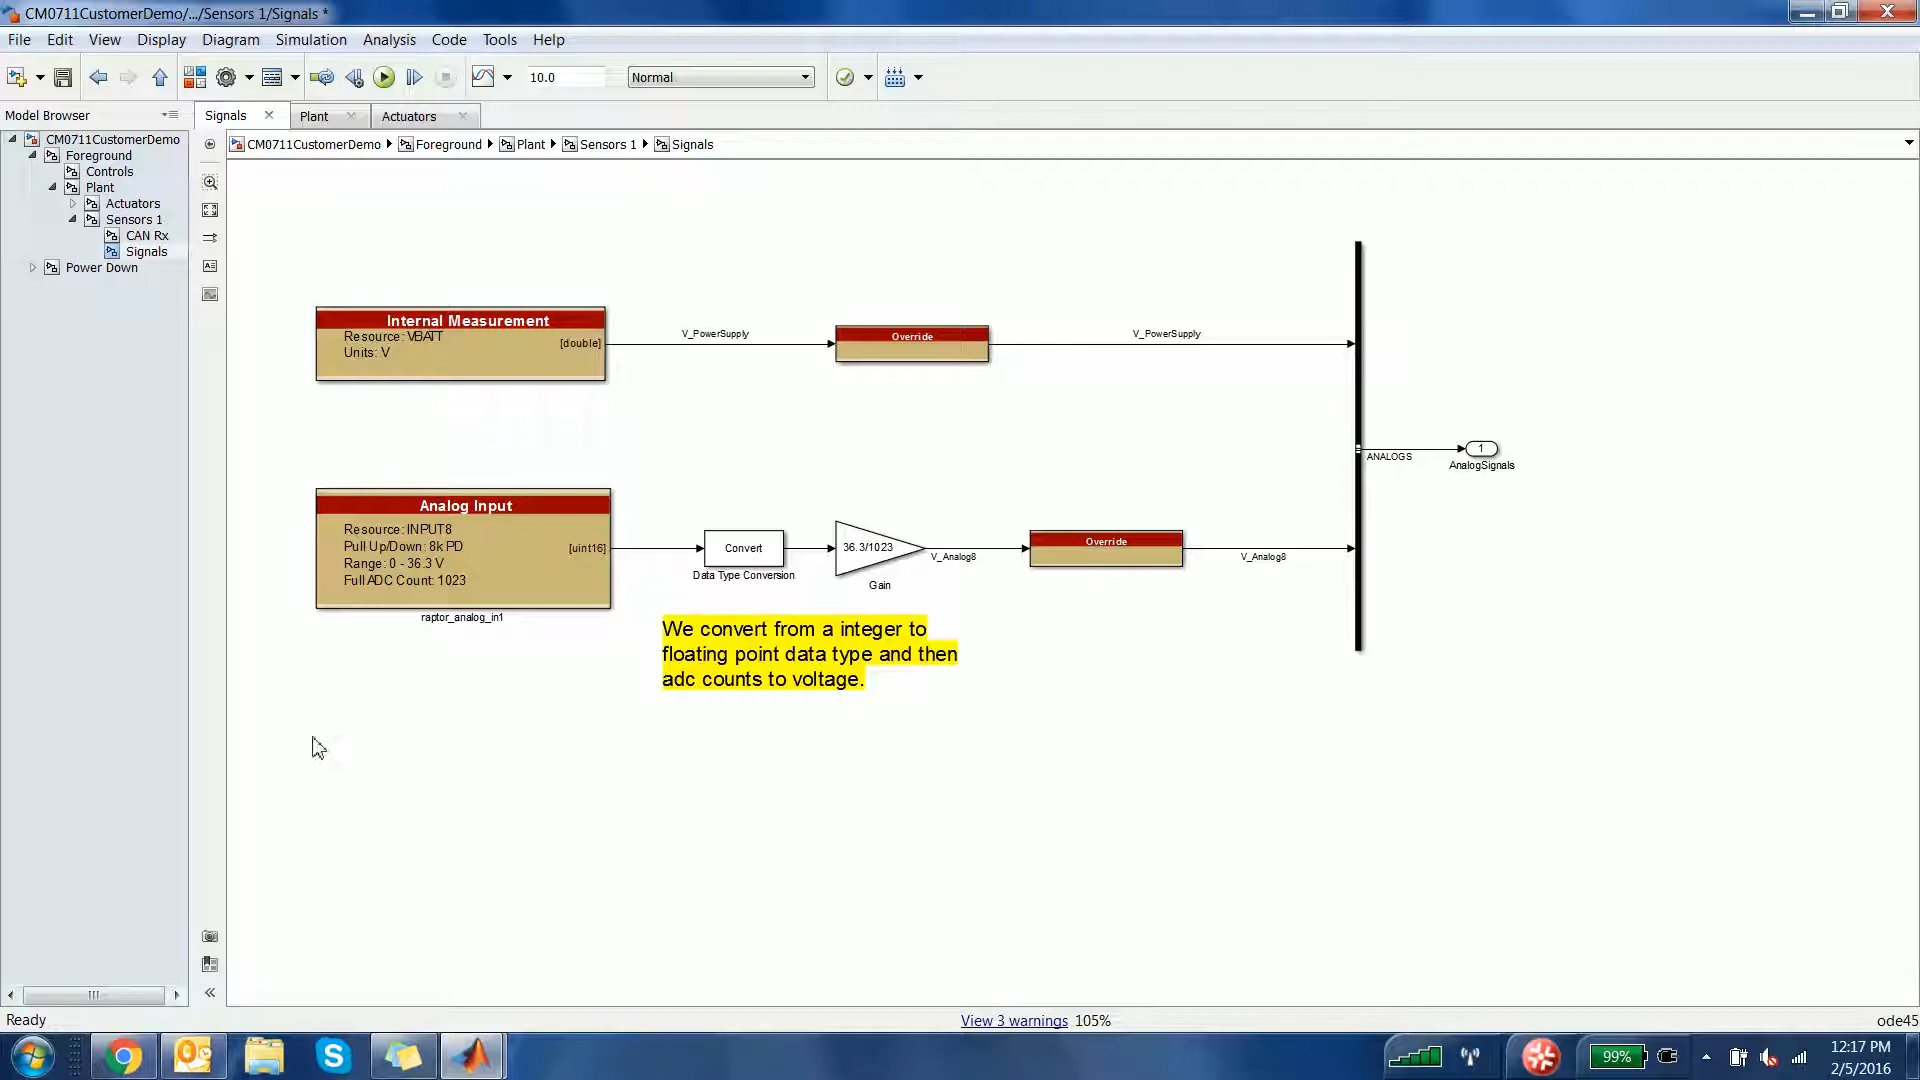 CM0711CustomerDemo/.../Sensors 1/Signals *
File Edit View Display Diagram Simulation Analysis Code Tools Help
10.0 Normal
Model Browser
Signals Plant Actuators
CM0711CustomerDemo
Foreground
Controls
Plant
Actuators
Sensors 1
CAN Rx
Signals
Power Down
CM0711CustomerDemo Foreground Plant Sensors 1 Signals
Internal Measurement
Resource: VBATT
Units: V
[double]
V_PowerSupply
Override
V_PowerSupply
ANALOGS
1
AnalogSignals
Analog Input
Resource: INPUT8
Pull Up/Down: 8k PD
Range: 0 - 36.3 V
Full ADC Count: 1023
[uint16]
raptor_analog_in1
Convert
Data Type Conversion
36.3/1023
Gain
V_Analog8
Override
V_Analog8
We convert from a integer to
floating point data type and then
adc counts to voltage.
Ready
View 3 warnings 105%
ode45
99%
12:17 PM
2/5/2016